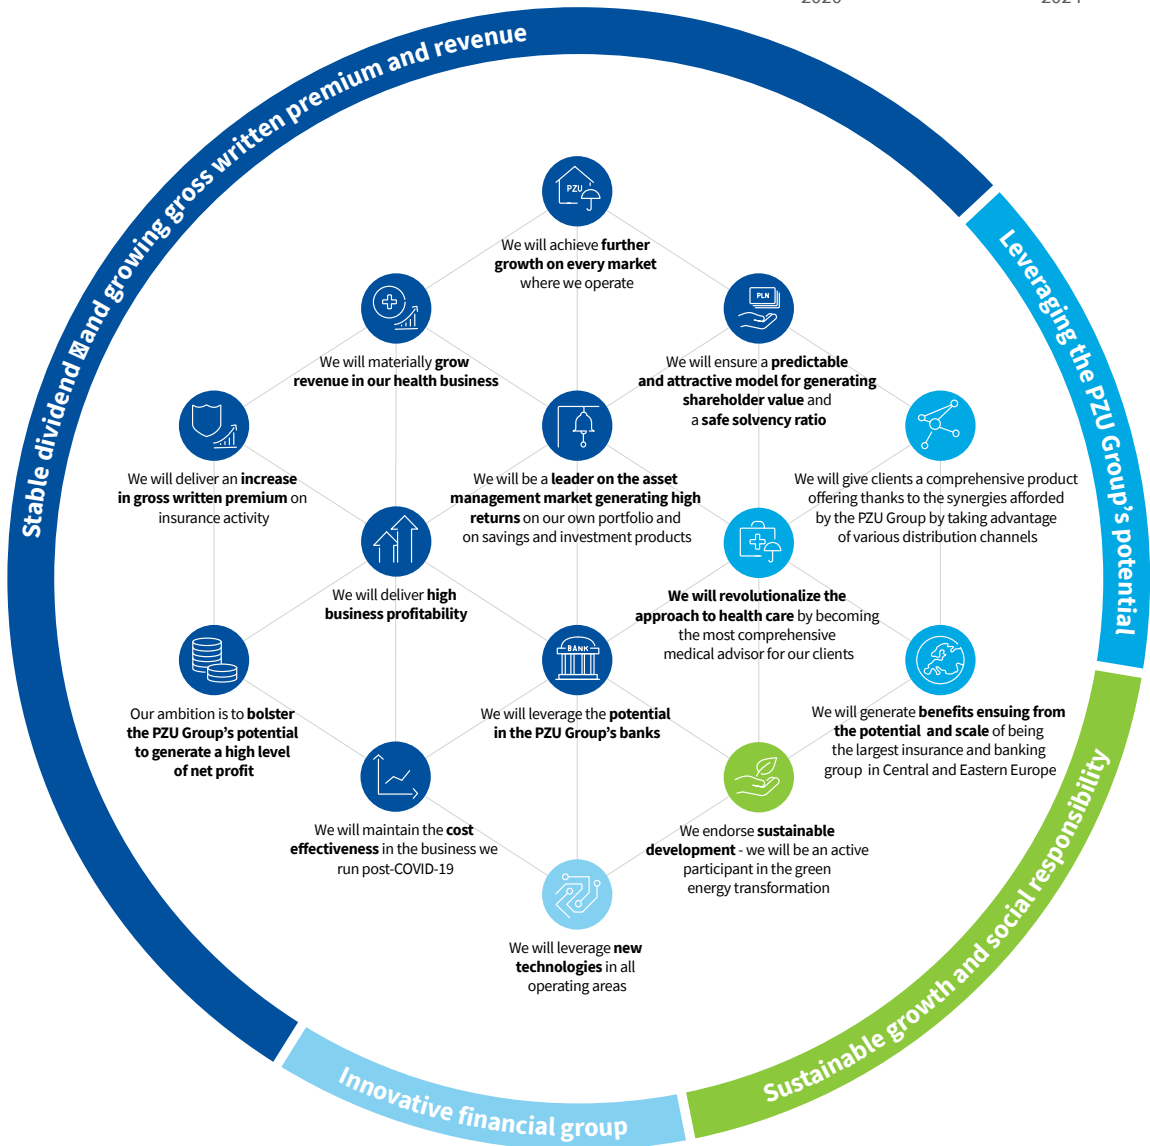 Stable dividend and growing gross written premium and revenue
Leveraging the PZU Group's potential
Sustainable growth and social responsibility
Innovative financial group
PZU
We will achieve further
growth on every market
where we operate
We will materially grow
revenue in our health business
PLN
We will ensure a predictable
and attractive model for generating
shareholder value and
a safe solvency ratio
We will deliver an increase
in gross written premium on
insurance activity
We will be a leader on the asset
management market generating high
returns on our own portfolio and
on savings and investment products
We will give clients a comprehensive product
offering thanks to the synergies afforded
by the PZU Group by taking advantage
of various distribution channels
We will deliver high
business profitability
We will revolutionalize the
approach to health care by becoming
the most comprehensive
medical advisor for our clients
Our ambition is to bolster
the PZU Group's potential
to generate a high level
of net profit
BANK
We will leverage the potential
in the PZU Group's banks
We will generate benefits ensuing from
the potential and scale of being
the largest insurance and banking
group in Central and Eastern Europe
We will maintain the cost
effectiveness in the business we
run post-COVID-19
We endorse sustainable
development - we will be an active
participant in the green
energy transformation
We will leverage new
technologies in all
operating areas